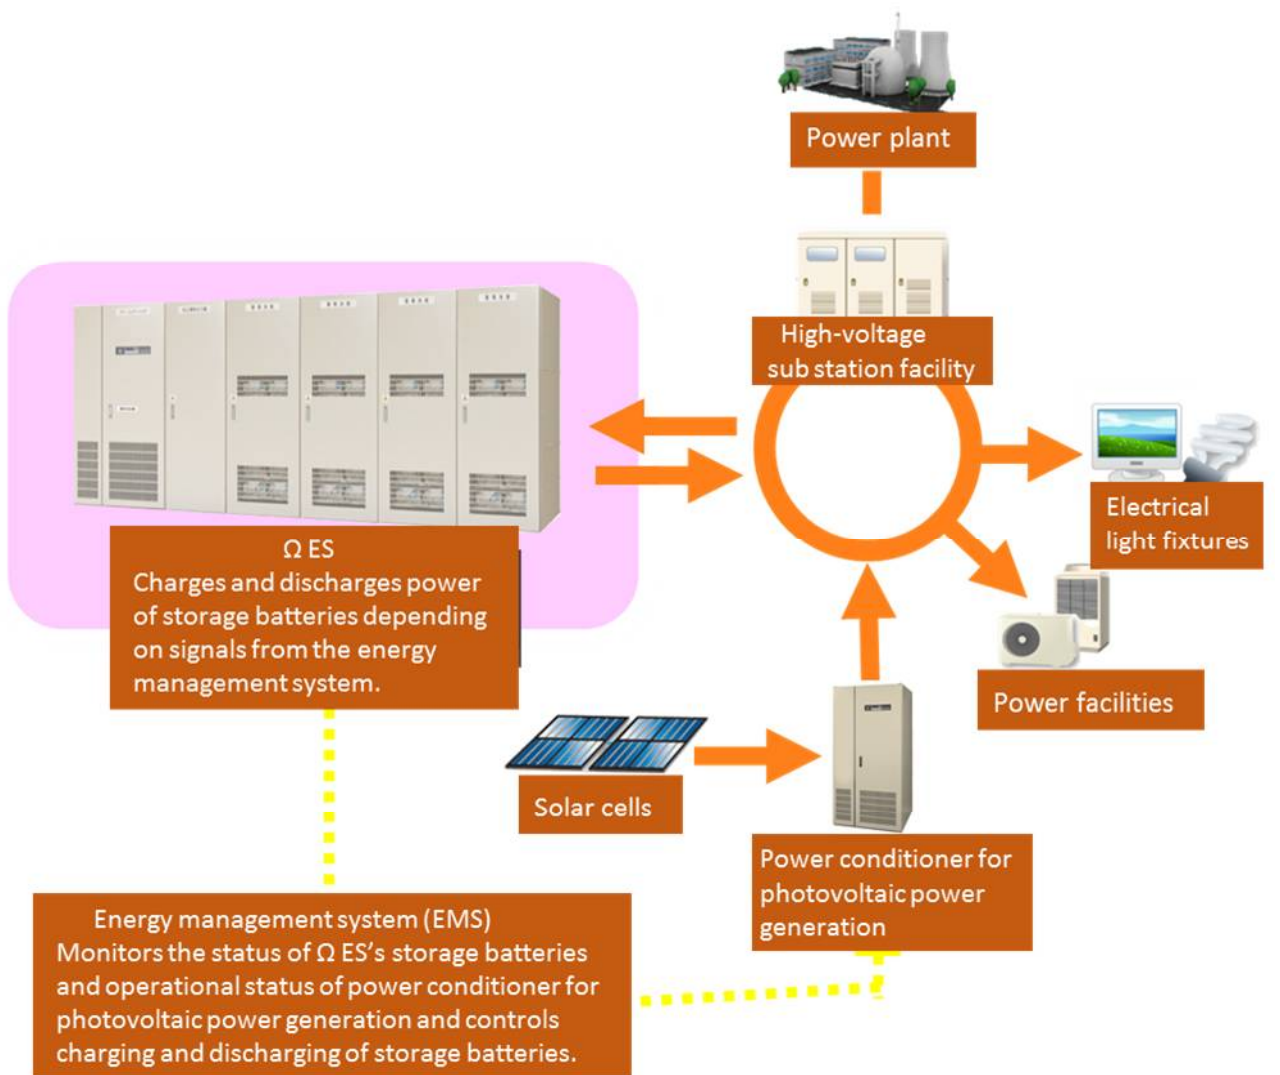 Power plant
High-voltage
sub station facility
Electrical
light fixtures
Ω ES
Charges and discharges power
of storage batteries depending
on signals from the energy
management system.
Power facilities
Solar cells
Power conditioner for
photovoltaic power
generation
Energy management system (EMS)
Monitors the status of Ω ES’s storage batteries
and operational status of power conditioner for
photovoltaic power generation and controls
charging and discharging of storage batteries.